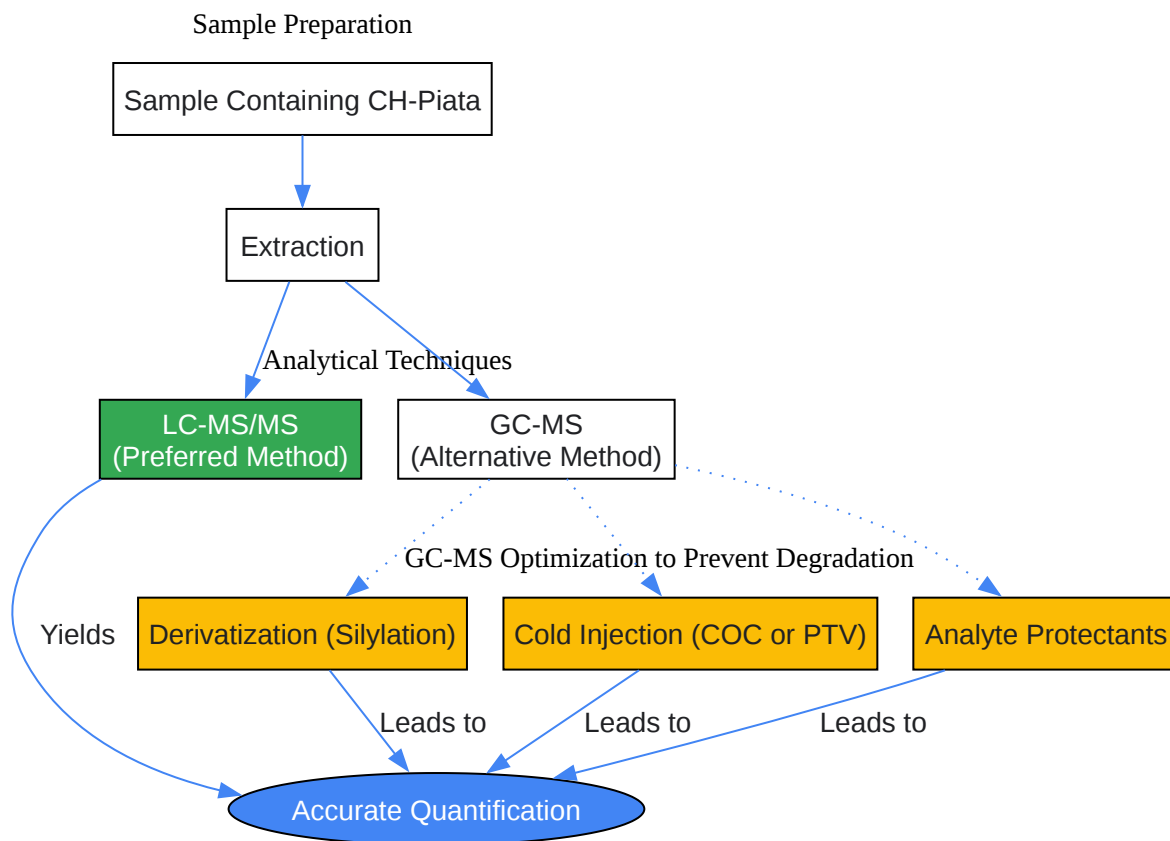 Sample Preparation
Sample Containing CH-Piata
Extraction
Analytical Techniques
LC-MS/MS
(Preferred Method)
GC-MS
(Alternative Method)
GC-MS Optimization to Prevent Degradation
Yields
Derivatization (Silylation)
Cold Injection (COC or PTV)
Analyte Protectants
Leads to
Leads to
Leads to
Accurate Quantification